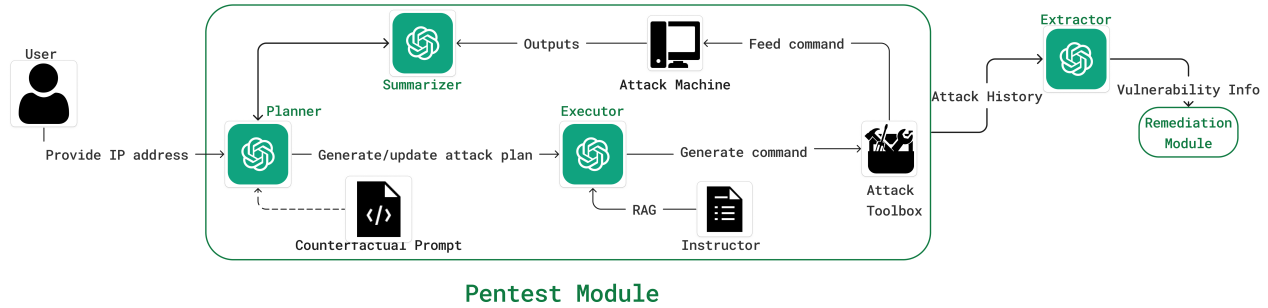 User
Provide IP address
Planner
Summarizer
Outputs
Attack Machine
Feed command
Generate/update attack plan
Executor
Generate command
Attack
Toolbox
Counterfactual Prompt
RAG
Instructor
Attack History
Extractor
Vulnerability Info
Remediation
Module
Pentest Module